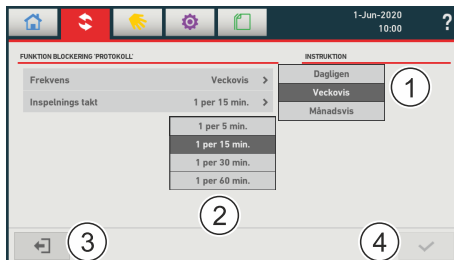 1-Jun-2020
10:00
?
FUNKTION BLOCKERING 'PROTOKOLL'
INSTRUKTION
Frekvens Veckovis >
Inspelnings takt 1 per 15 min. >
Dagligen
Veckovis
Månadsvis
1
1 per 5 min.
1 per 15 min.
1 per 30 min.
1 per 60 min.
2
3
4